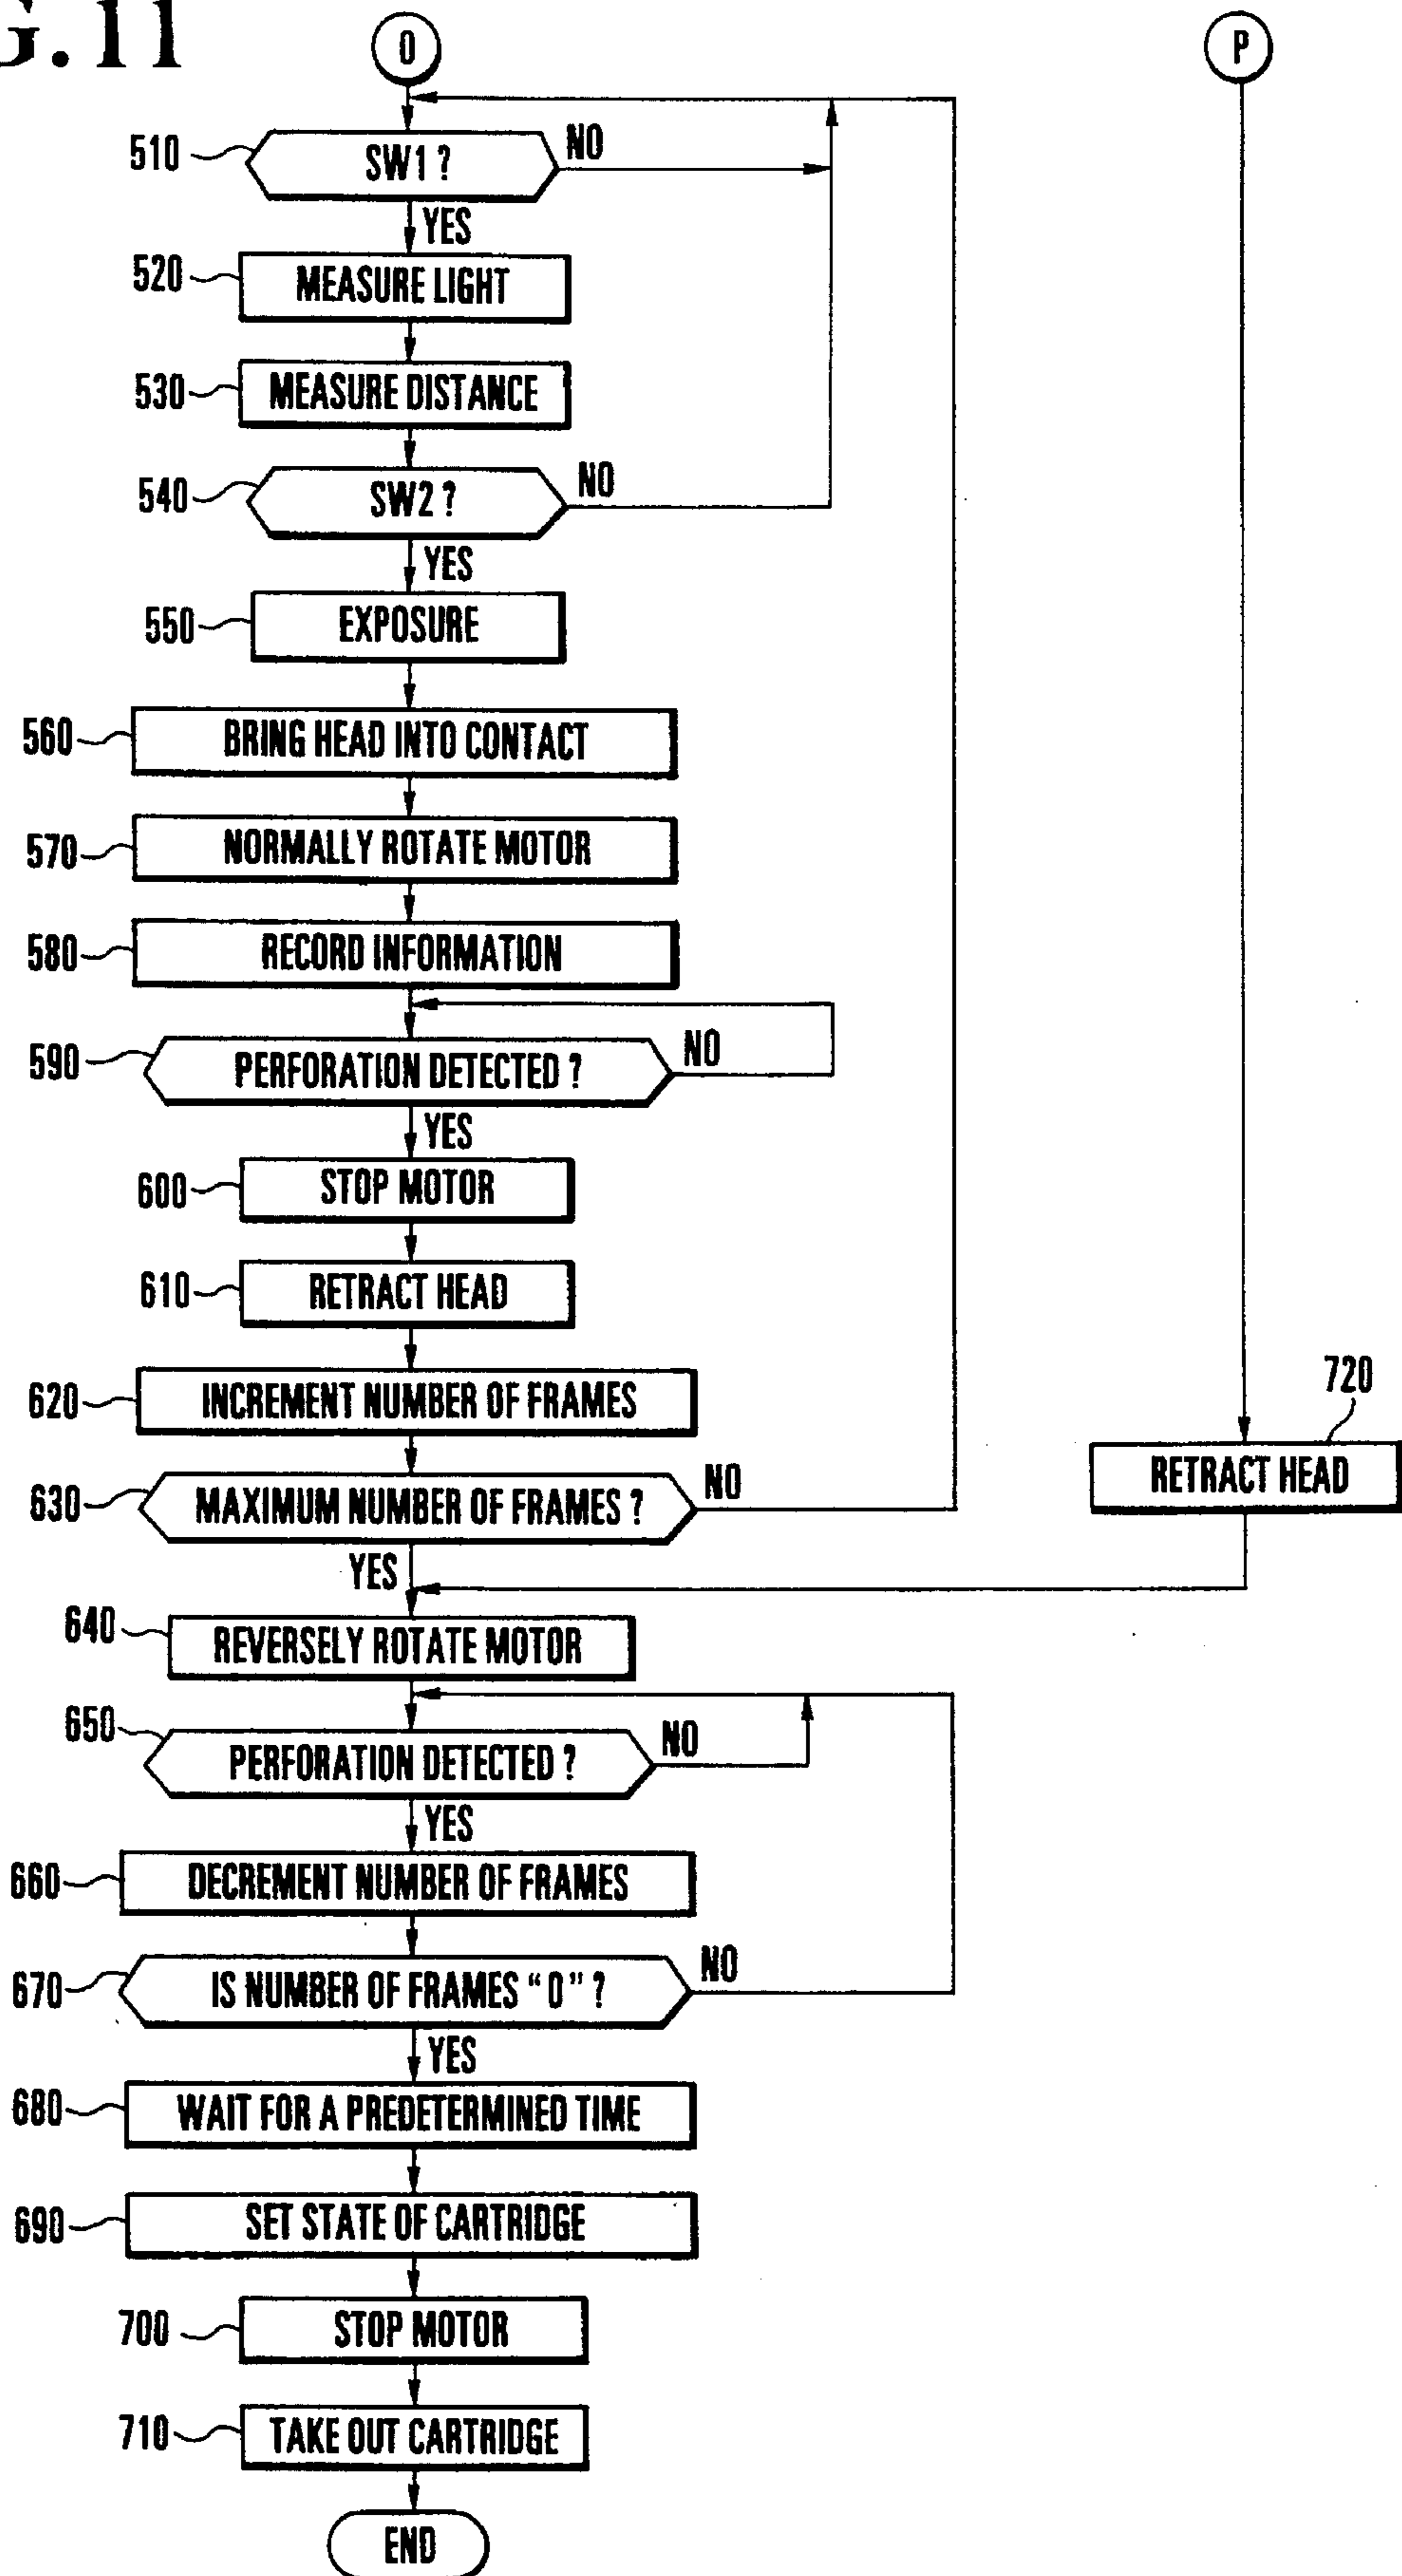 G. 11
O
P
510
SW1 ?
NO
YES
520
MEASURE LIGHT
530
MEASURE DISTANCE
540
SW2 ?
NO
YES
550
EXPOSURE
560
BRING HEAD INTO CONTACT
570
NORMALLY ROTATE MOTOR
580
RECORD INFORMATION
590
PERFORATION DETECTED ?
NO
YES
600
STOP MOTOR
610
RETRACT HEAD
620
INCREMENT NUMBER OF FRAMES
630
MAXIMUM NUMBER OF FRAMES ?
NO
720
RETRACT HEAD
YES
640
REVERSELY ROTATE MOTOR
650
PERFORATION DETECTED ?
NO
YES
660
DECREMENT NUMBER OF FRAMES
670
IS NUMBER OF FRAMES “0” ?
NO
YES
680
WAIT FOR A PREDETERMINED TIME
690
SET STATE OF CARTRIDGE
700
STOP MOTOR
710
TAKE OUT CARTRIDGE
END